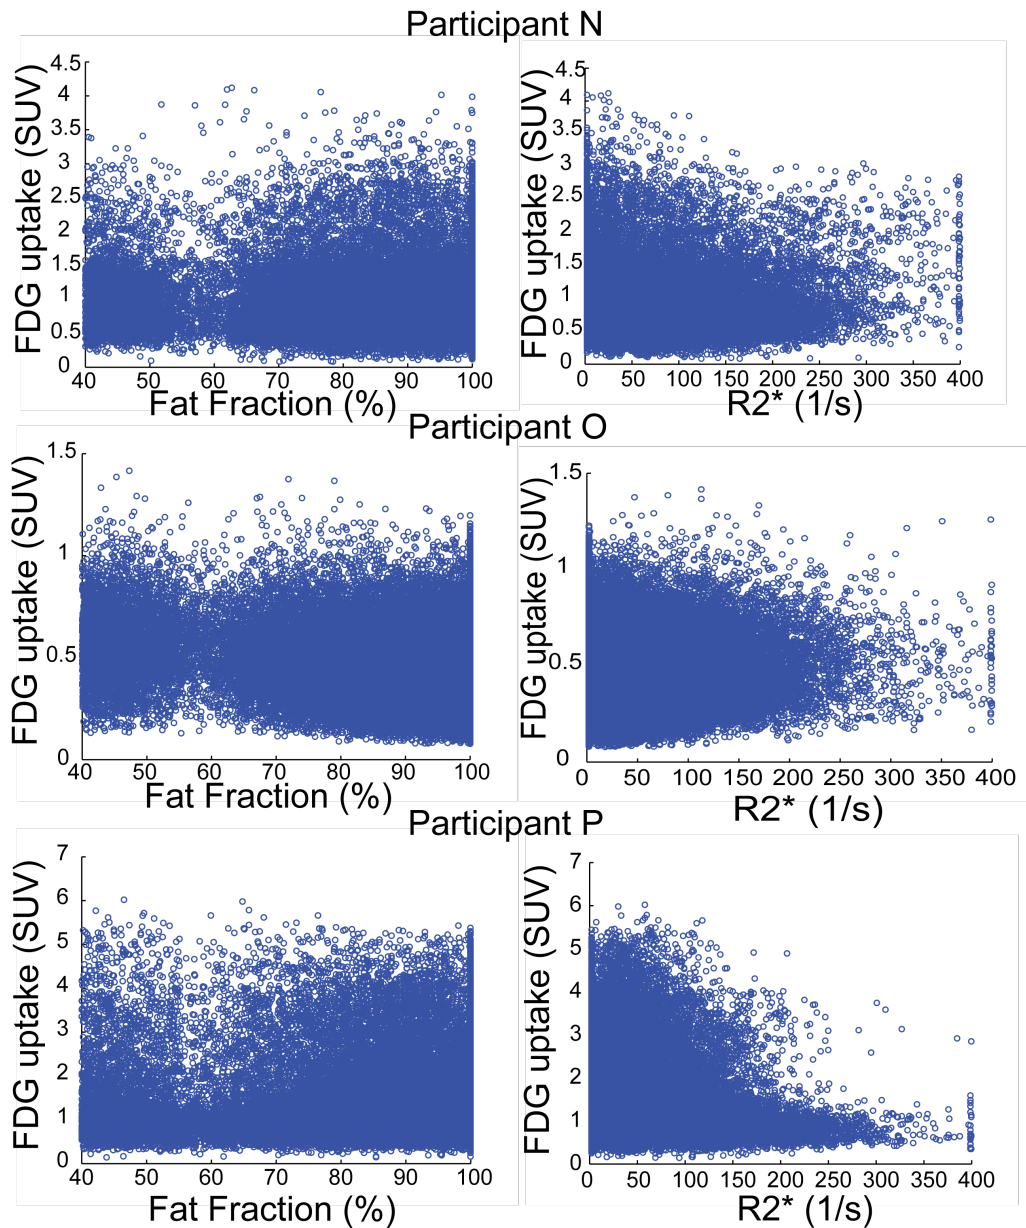 Participant N
FDG uptake (SUV)
4.5
4
3.5
3
2.5
2
1.5
1
0.5
0
40 50 60 70 80 90 100
Fat Fraction (%)
FDG uptake (SUV)
4.5
4
3.5
3
2.5
2
1.5
1
0.5
0
0 50 100 150 200 250 300 350 400
R2* (1/s)
Participant O
FDG uptake (SUV)
1.5
1
0.5
0
40 50 60 70 80 90 100
Fat Fraction (%)
FDG uptake (SUV)
1.5
1
0.5
0
0 50 100 150 200 250 300 350 400
R2* (1/s)
Participant P
FDG uptake (SUV)
7
6
5
4
3
2
1
0
40 50 60 70 80 90 100
Fat Fraction (%)
FDG uptake (SUV)
7
6
5
4
3
2
1
0
0 50 100 150 200 250 300 350 400
R2* (1/s)